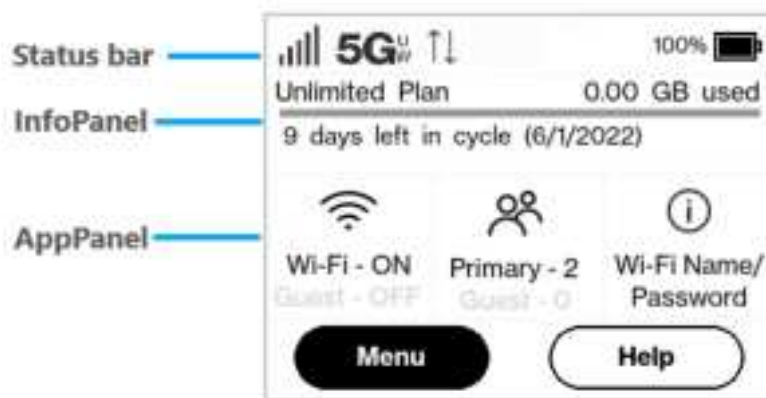 Status bar
5G UW 100%
Unlimited Plan 0.00 GB used
InfoPanel
9 days left in cycle (6/1/2022)
AppPanel
Wi-Fi - ON Primary - 2 Wi-Fi Name/
Guest - OFF Guest - 0 Password
Menu Help